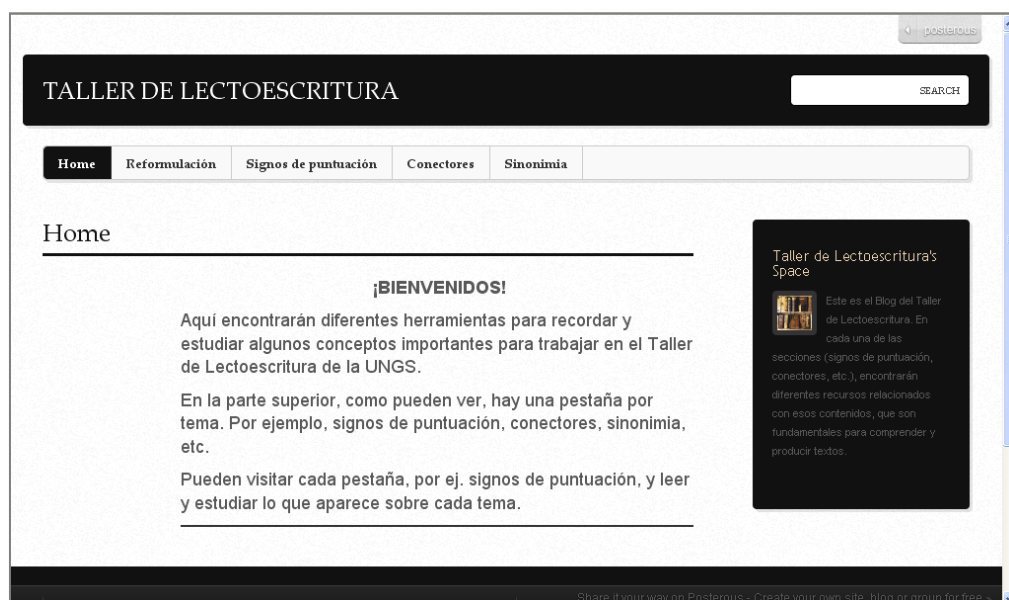 posterous
TALLER DE LECTOESCRITURA
SEARCH
Home Reformulación Signos de puntuación Conectores Sinonimia
Home
¡BIENVENIDOS!
Aquí encontrarán diferentes herramientas para recordar y
estudiar algunos conceptos importantes para trabajar en el Taller
de Lectoescritura de la UNGS.
En la parte superior, como pueden ver, hay una pestaña por
tema. Por ejemplo, signos de puntuación, conectores, sinonimia,
etc.
Pueden visitar cada pestaña, por ej. signos de puntuación, y leer
y estudiar lo que aparece sobre cada tema.
Taller de Lectoescritura's
Space
Este es el Blog del Taller
de Lectoescritura. En
cada una de las
secciones (signos de puntuación,
conectores, etc.), encontrarán
diferentes recursos relacionados
con esos contenidos, que son
fundamentales para comprender y
producir textos.
Share it your way on Posterous - Create your own site, blog or group for free >